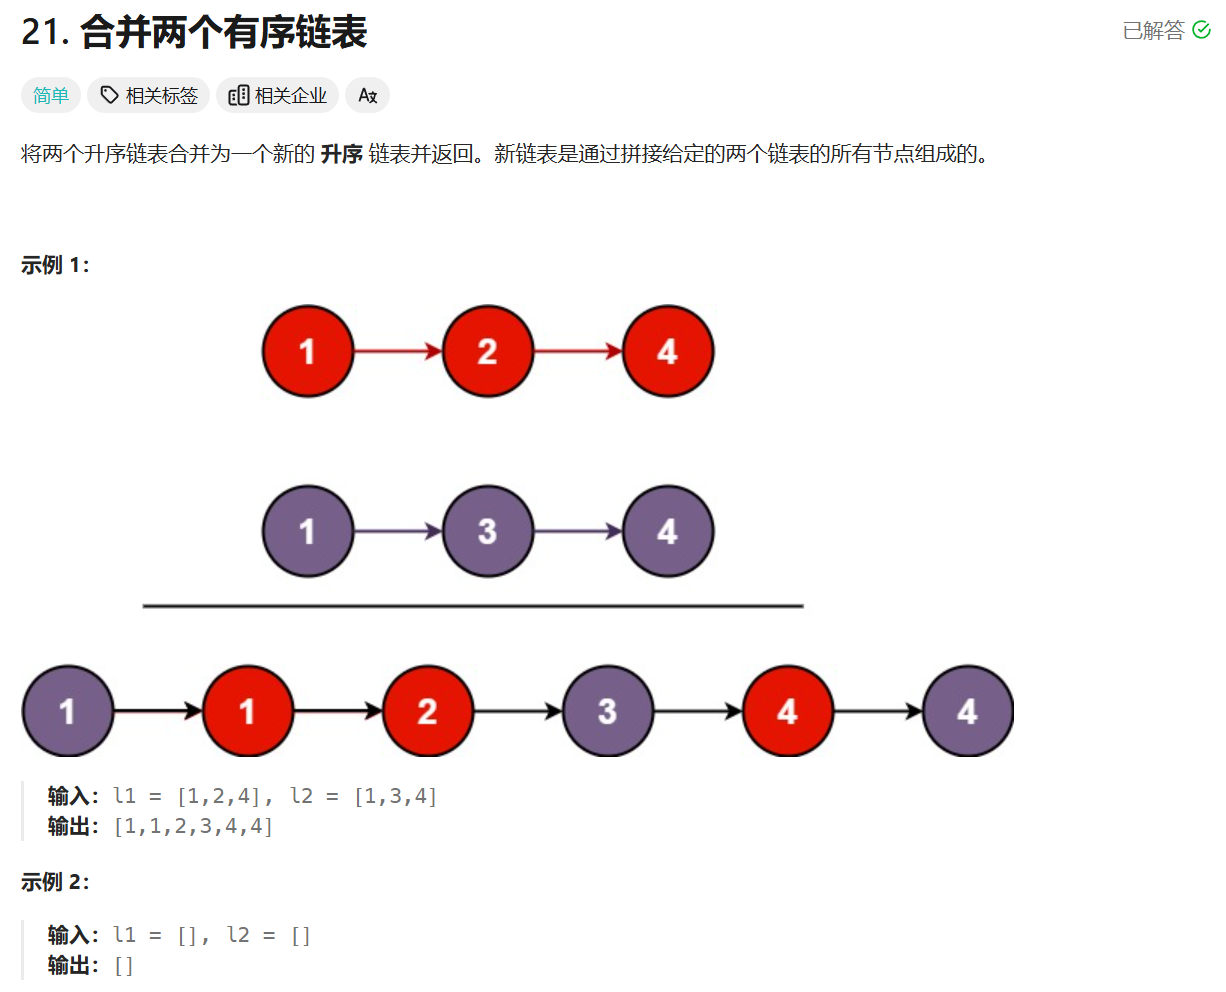 21. 合并两个有序链表
已解答
简单 相关标签 相关企业 A文
将两个升序链表合并为一个新的 升序 链表并返回。新链表是通过拼接给定的两个链表的所有节点组成的。
示例 1：
1 2 4
1 3 4
1 1 2 3 4 4
输入：l1 = [1,2,4], l2 = [1,3,4]
输出：[1,1,2,3,4,4]
示例 2：
输入：l1 = [], l2 = []
输出：[]